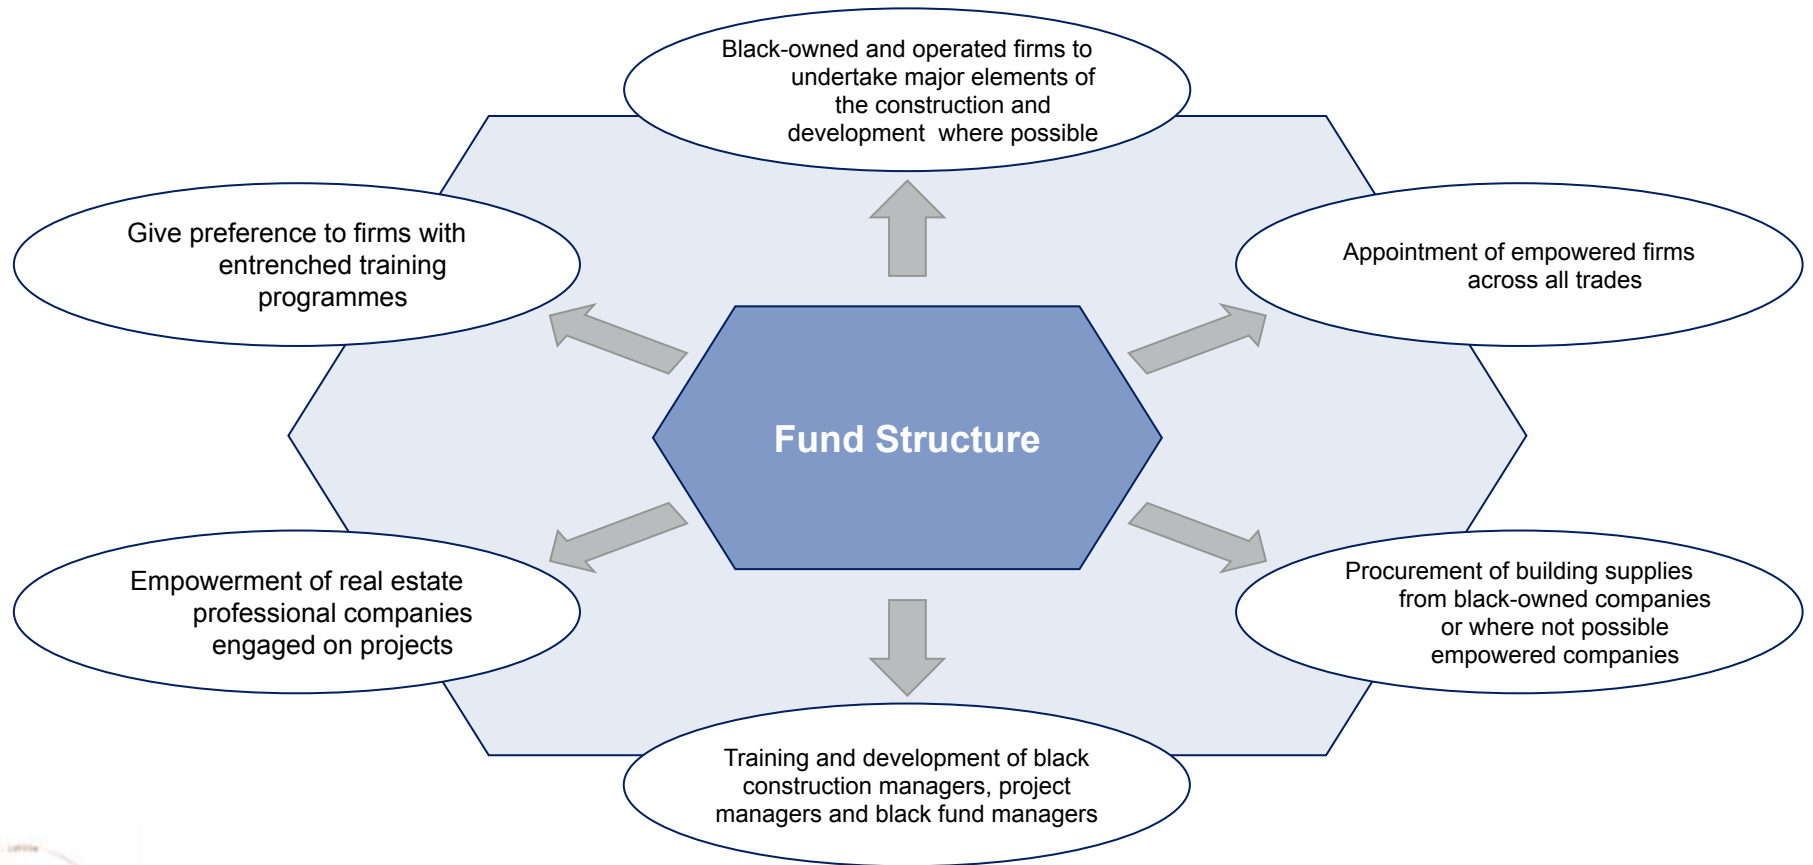 Black-owned and operated firms to
undertake major elements of
the construction and
development where possible
Give preference to firms with
entrenched training
programmes
Appointment of empowered firms
across all trades
Fund Structure
Empowerment of real estate
professional companies
engaged on projects
Procurement of building supplies
from black-owned companies
or where not possible
empowered companies
Training and development of black
construction managers, project
managers and black fund managers